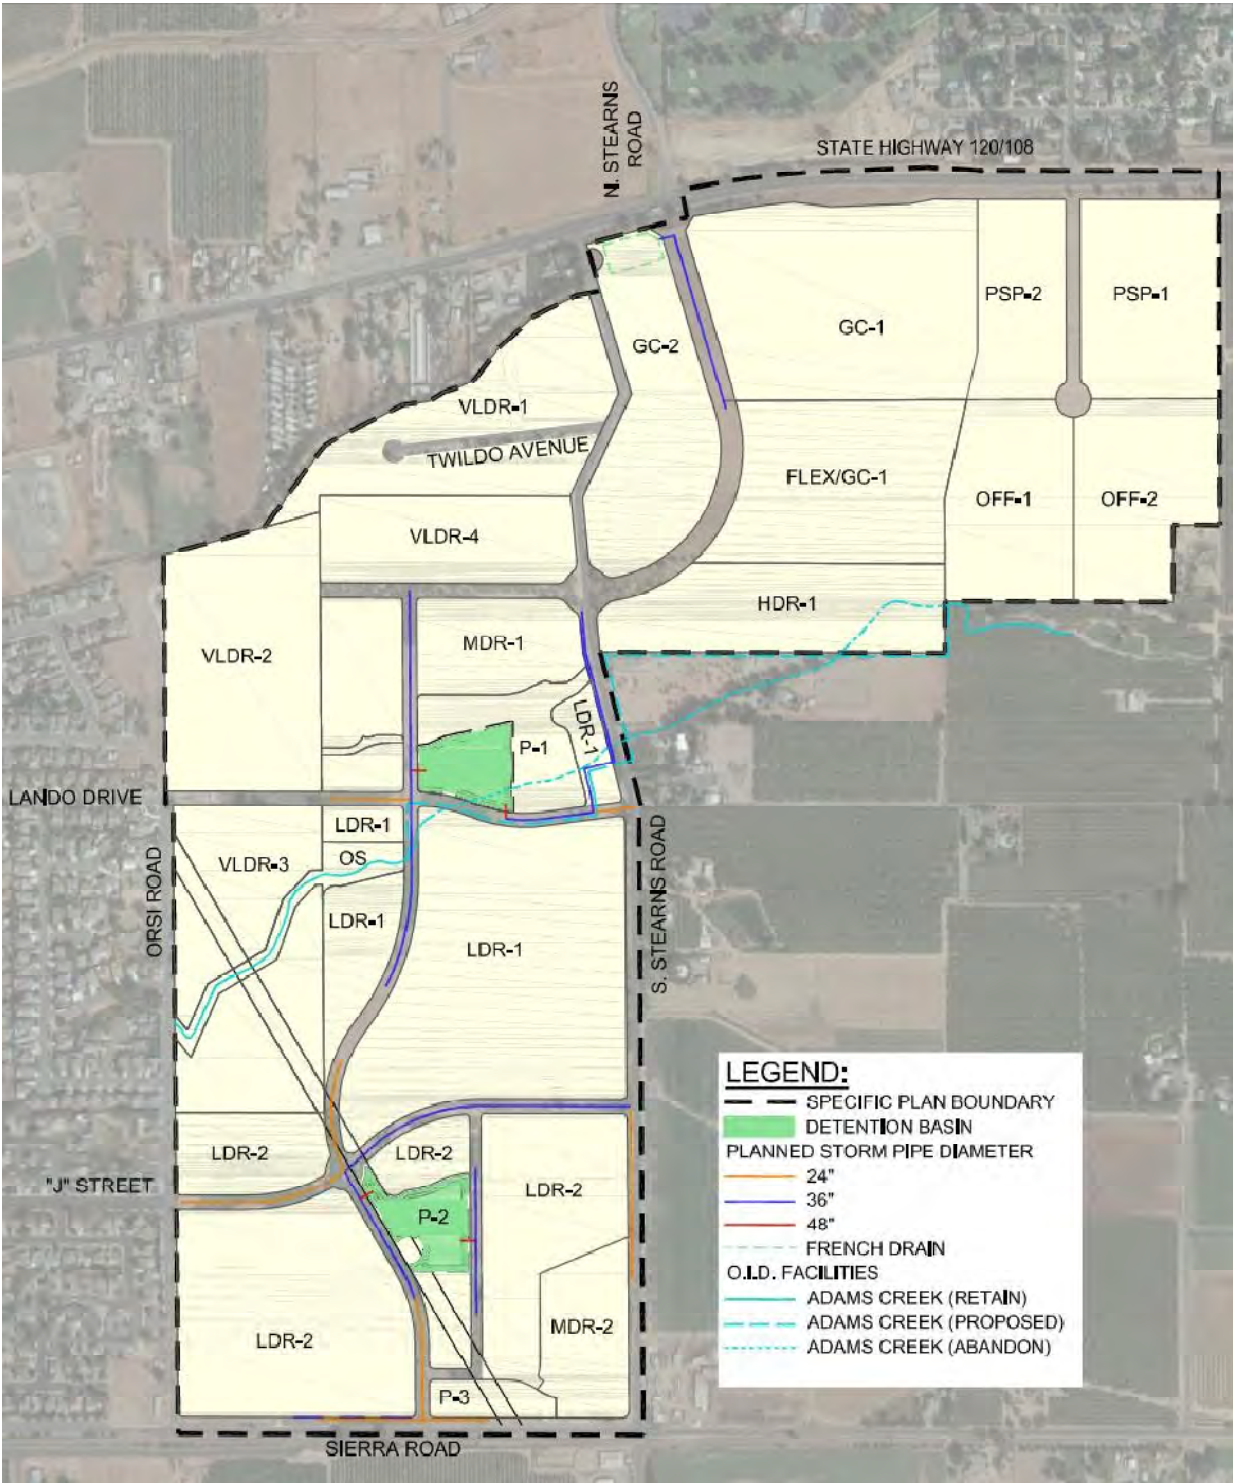 N. STEARNS
ROAD
STATE HIGHWAY 120/108
PSP-2
PSP-1
GC-1
GC-2
VLDR-1
TWILDO AVENUE
FLEX/GC-1
OFF-1
OFF-2
VLDR-4
HDR-1
MDR-1
VLDR-2
LDR-1
P-1
LANDO DRIVE
LDR-1
VLDR-3
OS
ORSI ROAD
LDR-1
LDR-1
S. STEARNS ROAD
LEGEND:
SPECIFIC PLAN BOUNDARY
DETENTION BASIN
PLANNED STORM PIPE DIAMETER
24"
36"
48"
FRENCH DRAIN
O.I.D. FACILITIES
ADAMS CREEK (RETAIN)
ADAMS CREEK (PROPOSED)
ADAMS CREEK (ABANDON)
LDR-2
LDR-2
"J" STREET
LDR-2
P-2
LDR-2
MDR-2
P-3
SIERRA ROAD